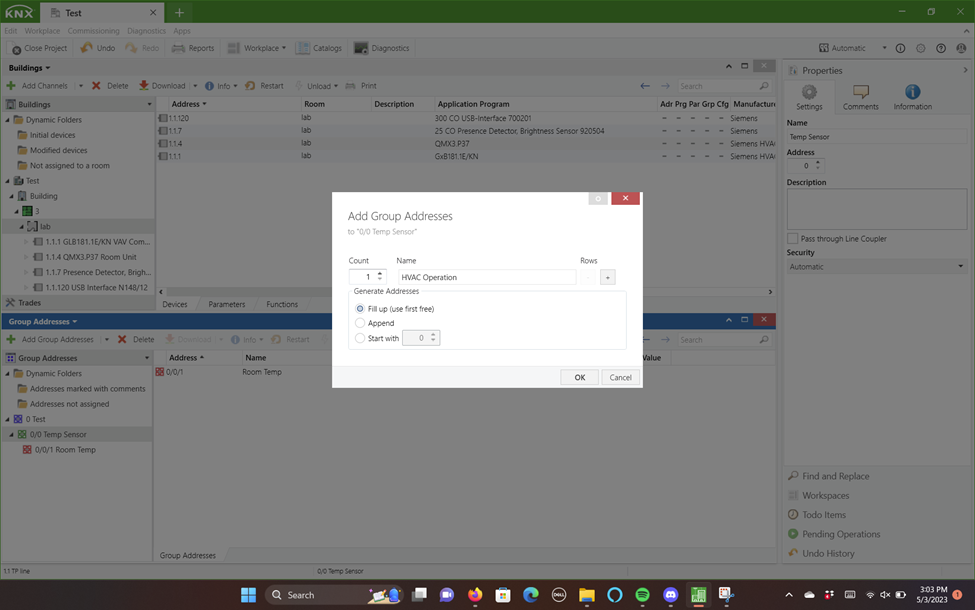 KNX Test
Edit Workplace Commissioning Diagnostics Apps
Close Project Undo Redo Reports Workplace Catalogs Diagnostics Automatic
Buildings
Add Channels Delete Download Info Restart Unload Print Search
Buildings
Dynamic Folders
Initial devices
Modified devices
Not assigned to a room
Test
Building
3
lab
1.1.1 GLB181.1E/KN VAV Com...
1.1.4 QMX3.P37 Room Unit
1.1.7 Presence Detector, Bright...
1.1.120 USB Interface N148/12
Trades
Address Room Description Application Program Adr Prg Par Grp Cfg Manufacture
1.1.120 lab 300 CO USB-Interface 700201 – – – – – Siemens
1.1.7 lab 25 CO Presence Detector, Brightness Sensor 920504 – – – – – Siemens
1.1.4 lab QMX3.P37 – – – – – Siemens HVA
1.1.1 lab GxB181.1E/KN – – – – – Siemens HVA
Devices Parameters Functions
Add Group Addresses
to "0/0 Temp Sensor"
Count Name Rows
1 HVAC Operation +
Generate Addresses
Fill up (use first free)
Append
Start with 0
OK Cancel
Group Addresses
Add Group Addresses Delete Download Info Restart Search
Group Addresses
Dynamic Folders
Addresses marked with comments
Addresses not assigned
0 Test
0/0 Temp Sensor
0/0/1 Room Temp
Address Name Value
0/0/1 Room Temp
Group Addresses
Properties
Settings Comments Information
Name
Temp Sensor
Address
0
Description
Pass through Line Coupler
Security
Automatic
Find and Replace
Workspaces
Todo Items
Pending Operations
Undo History
1.1 TP line 0/0 Temp Sensor
Search
DELL
3:03 PM
5/3/2023